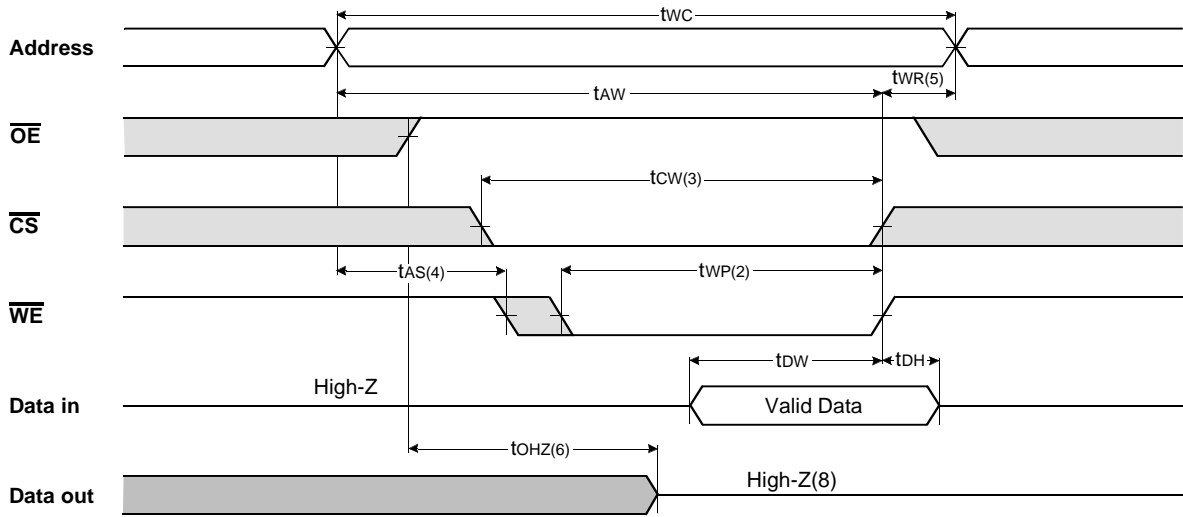 tWC
Address
tAW
tWR(5)
OE
tCW(3)
CS
tAS(4)
tWP(2)
WE
tDW
tDH
High-Z
Data in
Valid Data
tOHZ(6)
High-Z(8)
Data out